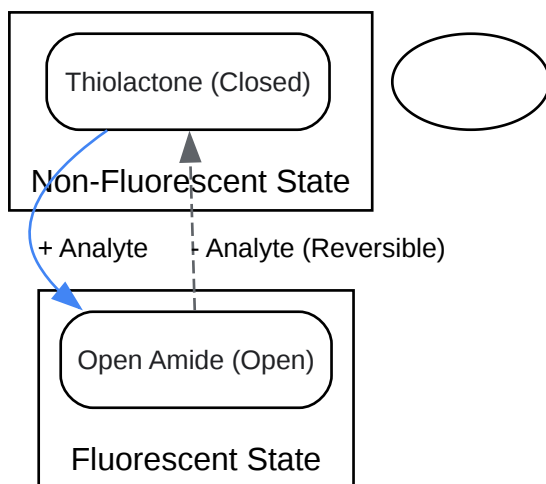 Thiolactone (Closed)
Non-Fluorescent State
+ Analyte
- Analyte (Reversible)
Open Amide (Open)
Fluorescent State